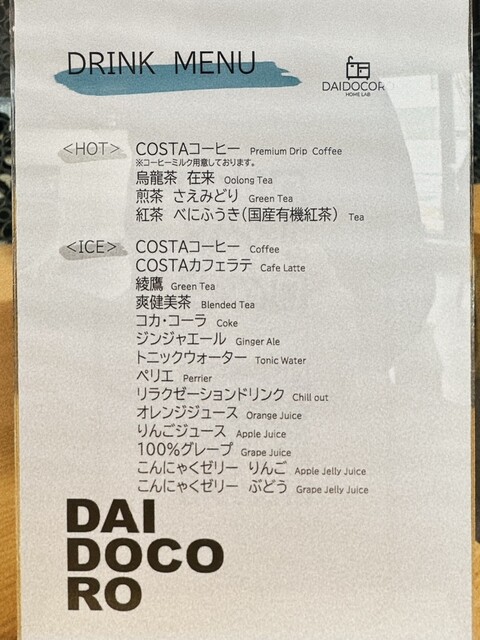 DRINK MENU
DAIDOCORO
HOME LAB
<HOT> COSTAコーヒー Premium Drip Coffee
※コーヒーミルク用意しております。
烏龍茶 在来 Oolong Tea
煎茶 さえみどり Green Tea
紅茶 べにふうき(国産有機紅茶) Tea
<ICE> COSTAコーヒー Coffee
COSTAカフェラテ Cafe Latte
綾鷹 Green Tea
爽健美茶 Blended Tea
コカ・コーラ Coke
ジンジャエール Ginger Ale
トニックウォーター Tonic Water
ペリエ Perrier
リラクゼーションドリンク Chill out
オレンジジュース Orange Juice
りんごジュース Apple Juice
100%グレープ Grape Juice
こんにゃくゼリー りんご Apple Jelly Juice
こんにゃくゼリー ぶどう Grape Jelly Juice
DAI
DOCO
RO